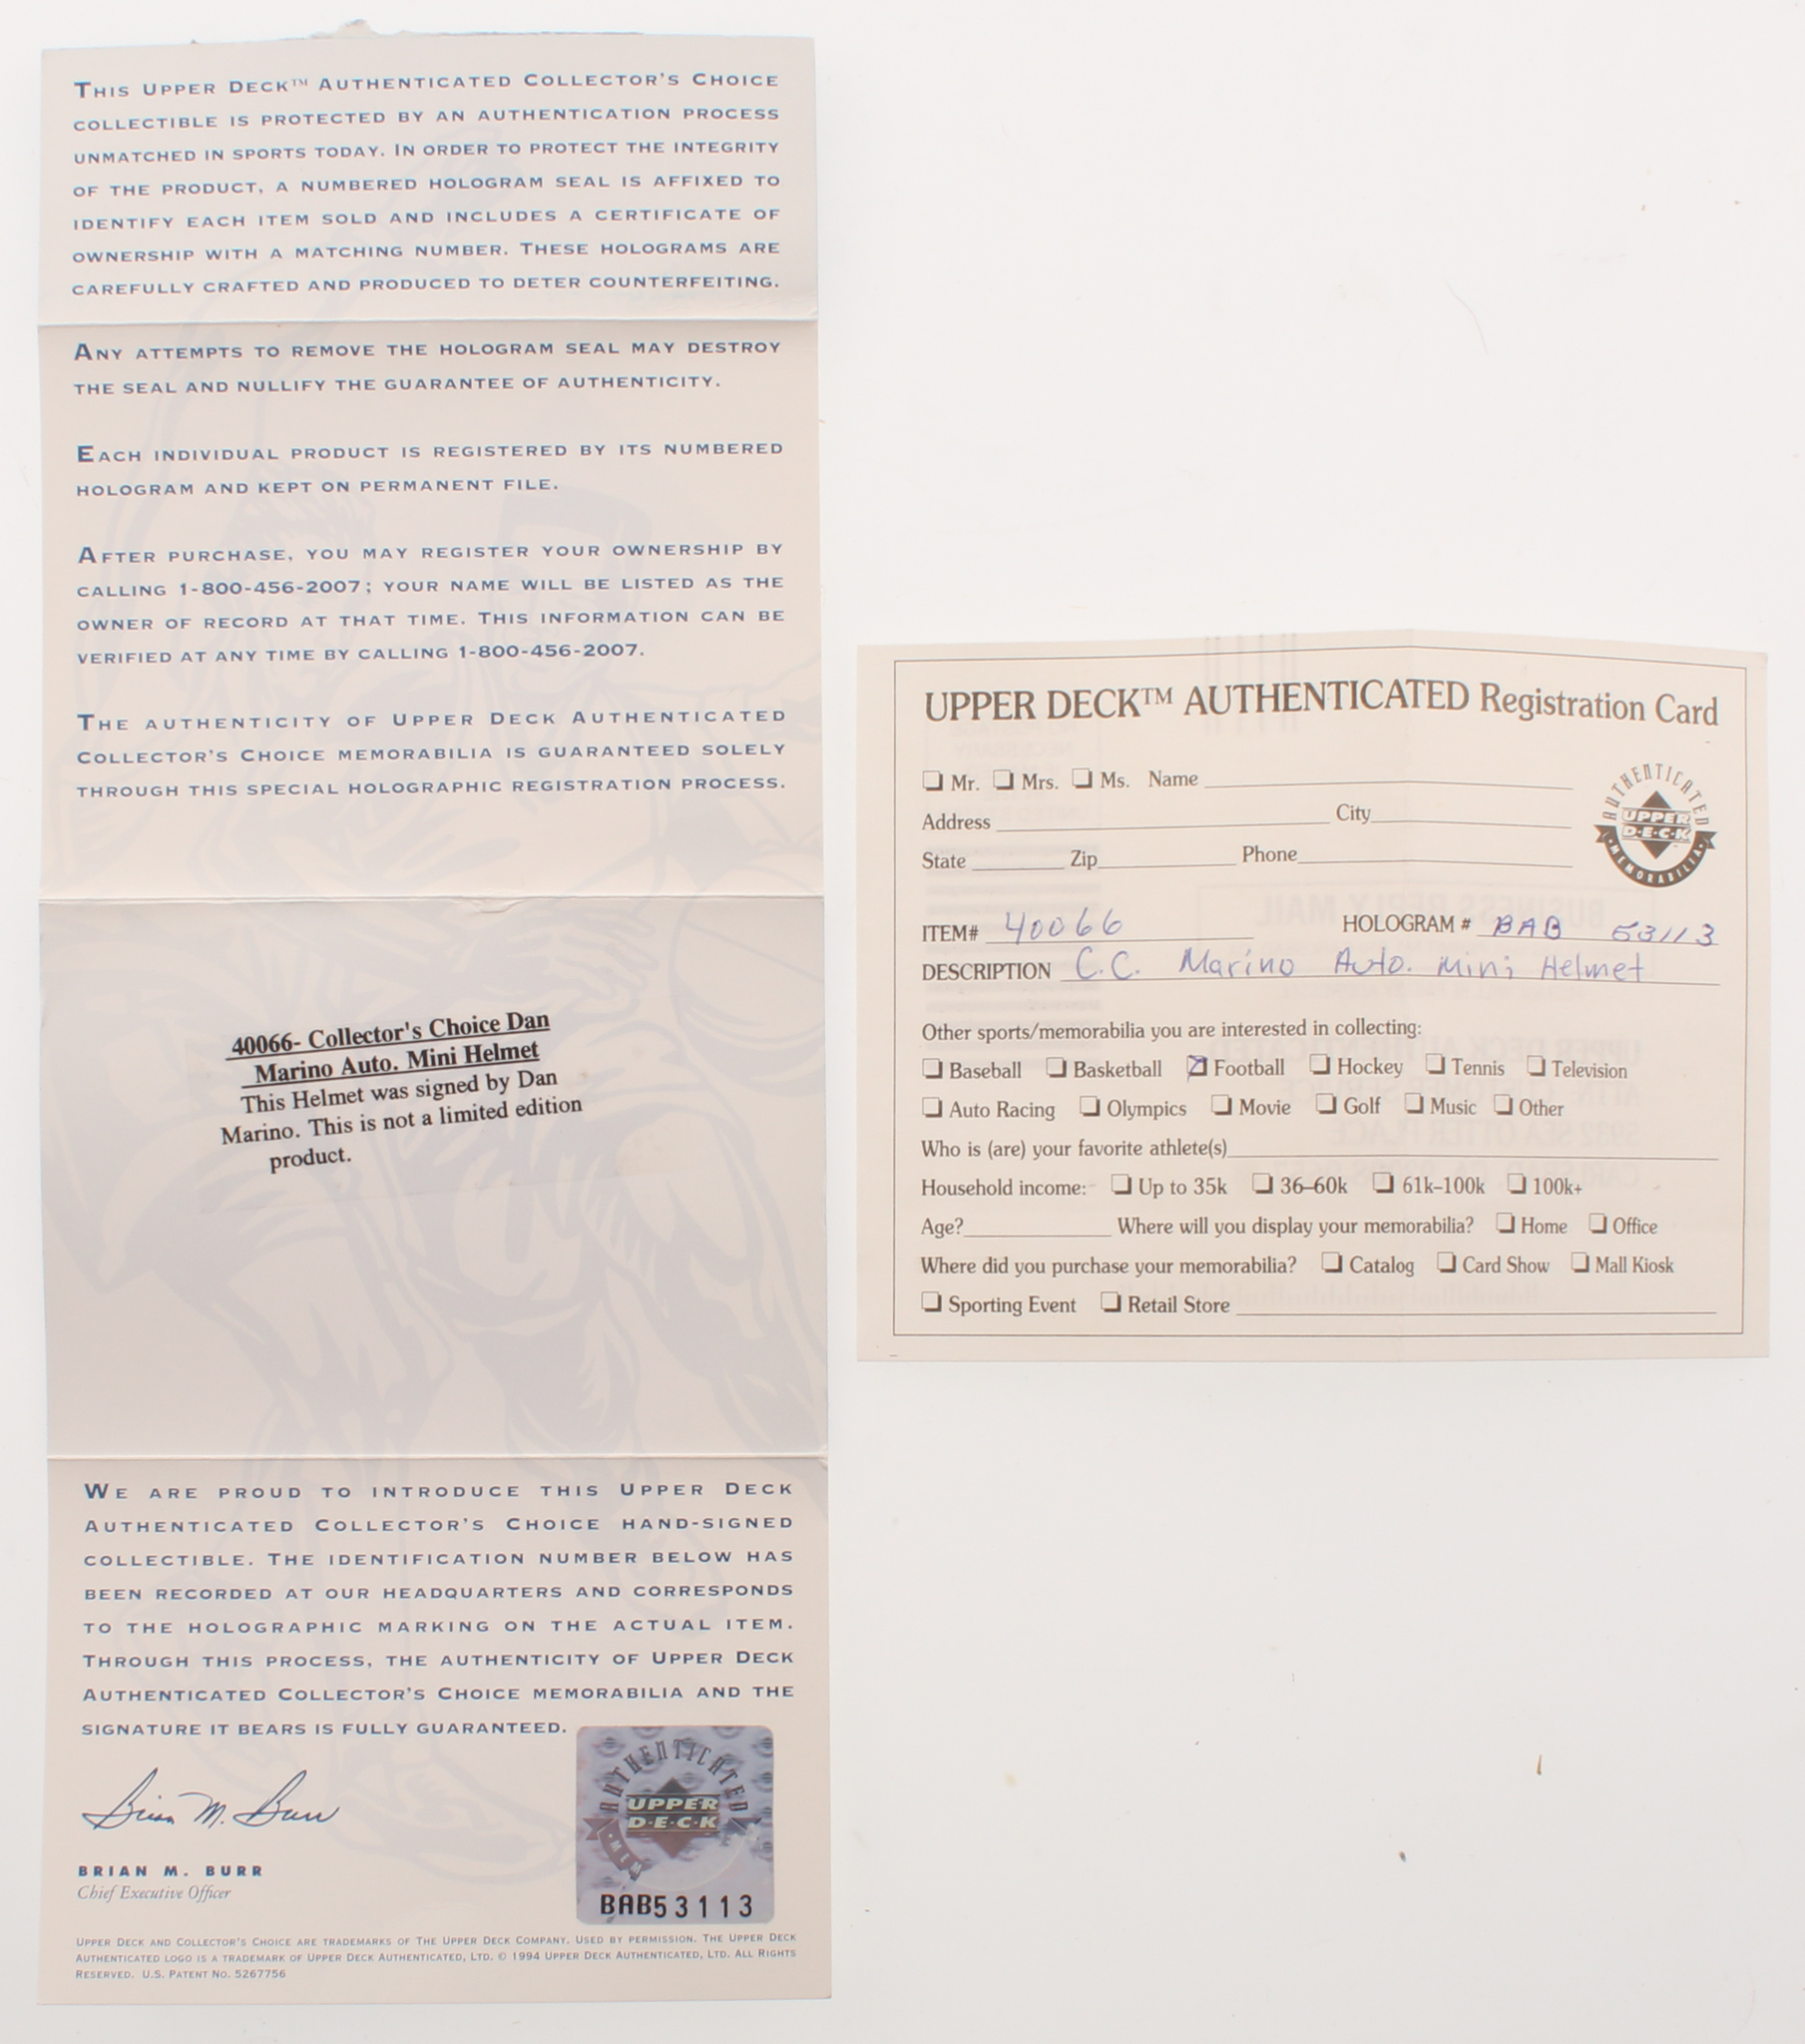 THIS UPPER DECK™ AUTHENTICATED COLLECTOR'S CHOICE
COLLECTIBLE IS PROTECTED BY AN AUTHENTICATION PROCESS
UNMATCHED IN SPORTS TODAY. IN ORDER TO PROTECT THE INTEGRITY
OF THE PRODUCT, A NUMBERED HOLOGRAM SEAL IS AFFIXED TO
IDENTIFY EACH ITEM SOLD AND INCLUDES A CERTIFICATE OF
OWNERSHIP WITH A MATCHING NUMBER. THESE HOLOGRAMS ARE
CAREFULLY CRAFTED AND PRODUCED TO DETER COUNTERFEITING.
ANY ATTEMPTS TO REMOVE THE HOLOGRAM SEAL MAY DESTROY
THE SEAL AND NULLIFY THE GUARANTEE OF AUTHENTICITY.
EACH INDIVIDUAL PRODUCT IS REGISTERED BY ITS NUMBERED
HOLOGRAM AND KEPT ON PERMANENT FILE.
AFTER PURCHASE, YOU MAY REGISTER YOUR OWNERSHIP BY
CALLING 1-800-456-2007; YOUR NAME WILL BE LISTED AS THE
OWNER OF RECORD AT THAT TIME. THIS INFORMATION CAN BE
VERIFIED AT ANY TIME BY CALLING 1-800-456-2007.
THE AUTHENTICITY OF UPPER DECK AUTHENTICATED
COLLECTOR'S CHOICE MEMORABILIA IS GUARANTEED SOLELY
THROUGH THIS SPECIAL HOLOGRAPHIC REGISTRATION PROCESS.
40066- Collector's Choice Dan
Marino Auto. Mini Helmet
This Helmet was signed by Dan
Marino. This is not a limited edition
product.
WE ARE PROUD TO INTRODUCE THIS UPPER DECK
AUTHENTICATED COLLECTOR'S CHOICE HAND-SIGNED
COLLECTIBLE. THE IDENTIFICATION NUMBER BELOW HAS
BEEN RECORDED AT OUR HEADQUARTERS AND CORRESPONDS
TO THE HOLOGRAPHIC MARKING ON THE ACTUAL ITEM.
THROUGH THIS PROCESS, THE AUTHENTICITY OF UPPER DECK
AUTHENTICATED COLLECTOR'S CHOICE MEMORABILIA AND THE
SIGNATURE IT BEARS IS FULLY GUARANTEED.
Brian M. Burr
BRIAN M. BURR
Chief Executive Officer
AUTHENTICATED
UPPER
D·E·C·K
MEM
BAB53113
UPPER DECK AND COLLECTOR'S CHOICE ARE TRADEMARKS OF THE UPPER DECK COMPANY. USED BY PERMISSION. THE UPPER DECK
AUTHENTICATED LOGO IS A TRADEMARK OF UPPER DECK AUTHENTICATED, LTD. © 1994 UPPER DECK AUTHENTICATED, LTD. ALL RIGHTS
RESERVED. U.S. PATENT NO. 5267756
UPPER DECK™ AUTHENTICATED Registration Card
Mr. Mrs. Ms. Name
Address City
State Zip Phone
AUTHENTICATED
UPPER
D·E·C·K
MEMORABILIA
ITEM# 40066 HOLOGRAM # BAB 53113
DESCRIPTION C.C. Marino Auto. Mini Helmet
Other sports/memorabilia you are interested in collecting:
Baseball Basketball Football Hockey Tennis Television
Auto Racing Olympics Movie Golf Music Other
Who is (are) your favorite athlete(s)
Household income: Up to 35k 36–60k 61k–100k 100k+
Age? Where will you display your memorabilia? Home Office
Where did you purchase your memorabilia? Catalog Card Show Mall Kiosk
Sporting Event Retail Store